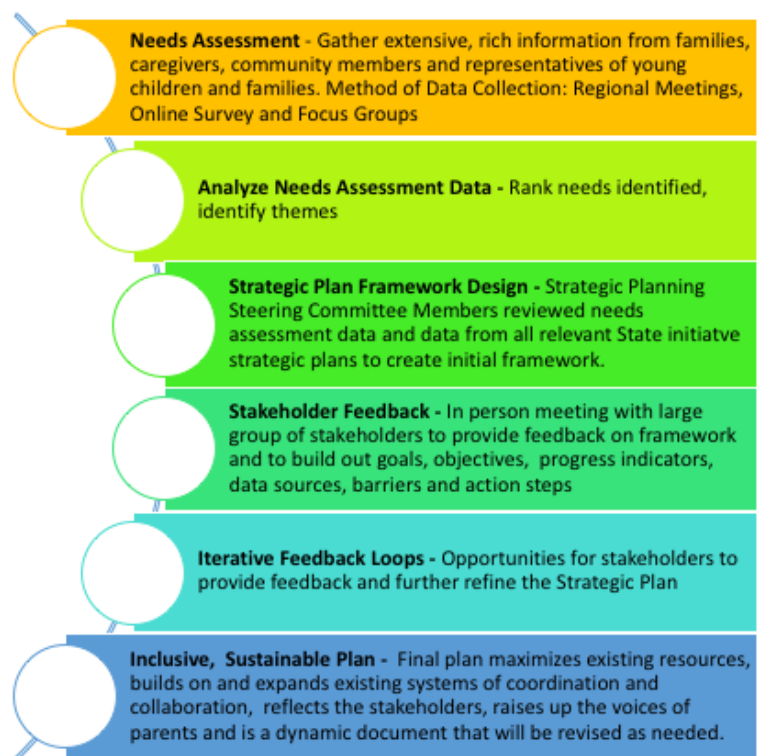 Needs Assessment - Gather extensive, rich information from families,
caregivers, community members and representatives of young
children and families. Method of Data Collection: Regional Meetings,
Online Survey and Focus Groups
Analyze Needs Assessment Data - Rank needs identified,
identify themes
Strategic Plan Framework Design - Strategic Planning
Steering Committee Members reviewed needs
assessment data and data from all relevant State initiatve
strategic plans to create initial framework.
Stakeholder Feedback - In person meeting with large
group of stakeholders to provide feedback on framework
and to build out goals, objectives, progress indicators,
data sources, barriers and action steps
Iterative Feedback Loops - Opportunities for stakeholders to
provide feedback and further refine the Strategic Plan
Inclusive, Sustainable Plan - Final plan maximizes existing resources,
builds on and expands existing systems of coordination and
collaboration, reflects the stakeholders, raises up the voices of
parents and is a dynamic document that will be revised as needed.